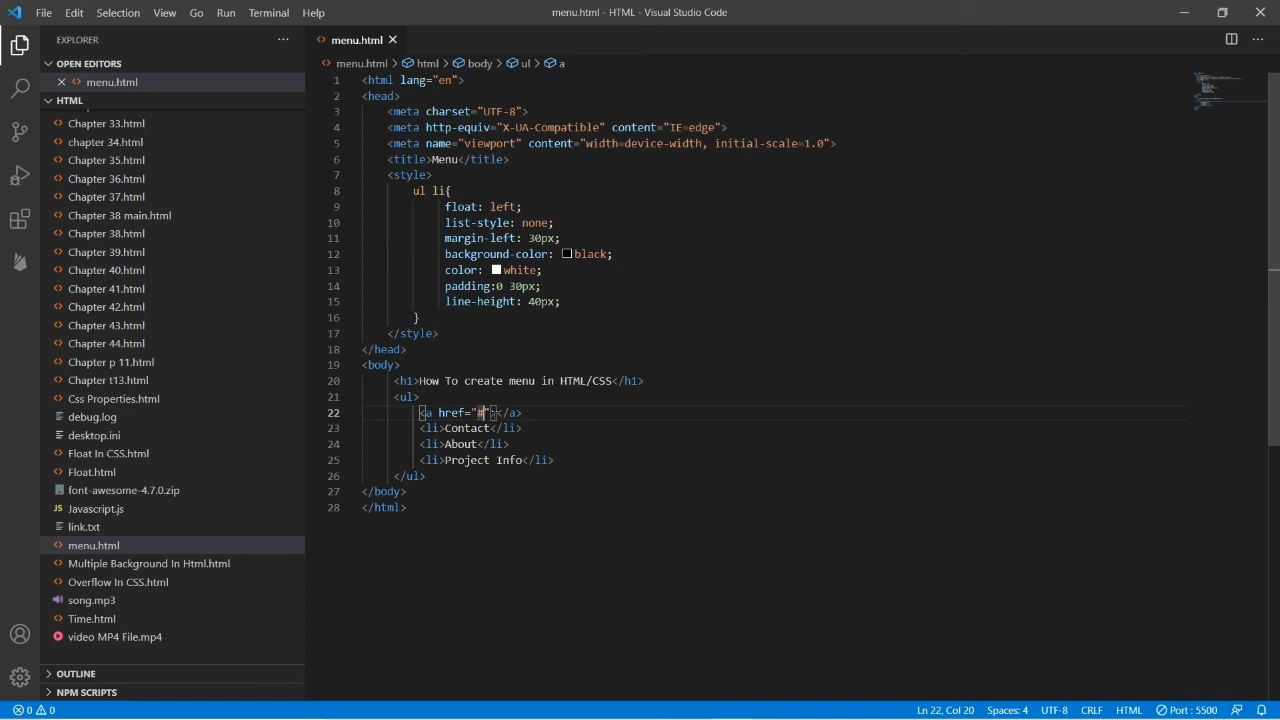 File Edit Selection View Go Run Terminal Help menu.html - HTML - Visual Studio Code
EXPLORER
OPEN EDITORS
menu.html
HTML
Chapter 33.html
chapter 34.html
Chapter 35.html
Chapter 36.html
Chapter 37.html
Chapter 38 main.html
Chapter 38.html
Chapter 39.html
Chapter 40.html
Chapter 41.html
Chapter 42.html
Chapter 43.html
Chapter 44.html
Chapter p 11.html
Chapter t13.html
Css Properties.html
debug.log
desktop.ini
Float In CSS.html
Float.html
font-awesome-4.7.0.zip
Javascript.js
link.txt
menu.html
Multiple Background In Html.html
Overflow In CSS.html
song.mp3
Time.html
video MP4 File.mp4
OUTLINE
NPM SCRIPTS
menu.html
menu.html > html > body > ul > a
1 <html lang="en">
2 <head>
3 <meta charset="UTF-8">
4 <meta http-equiv="X-UA-Compatible" content="IE=edge">
5 <meta name="viewport" content="width=device-width, initial-scale=1.0">
6 <title>Menu</title>
7 <style>
8 ul li{
9 float: left;
10 list-style: none;
11 margin-left: 30px;
12 background-color: black;
13 color: white;
14 padding:0 30px;
15 line-height: 40px;
16 }
17 </style>
18 </head>
19 <body>
20 <h1>How To create menu in HTML/CSS</h1>
21 <ul>
22 <a href="#"></a>
23 <li>Contact</li>
24 <li>About</li>
25 <li>Project Info</li>
26 </ul>
27 </body>
28 </html>
0 0 Ln 22, Col 20 Spaces: 4 UTF-8 CRLF HTML Port : 5500